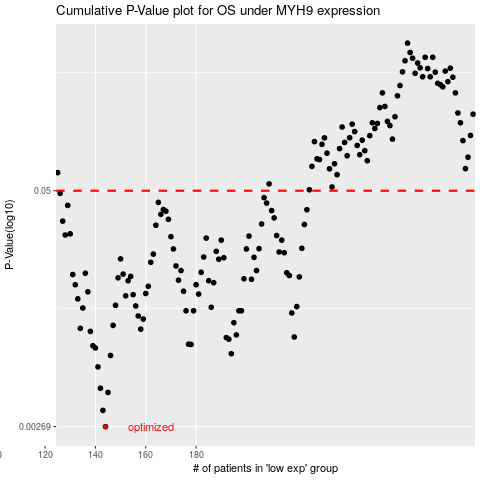 Cumulative P-Value plot for OS under MYH9 expression
P-Value(log10)
0.05
0.00269
optimized
0 120 140 160 180
# of patients in 'low exp' group